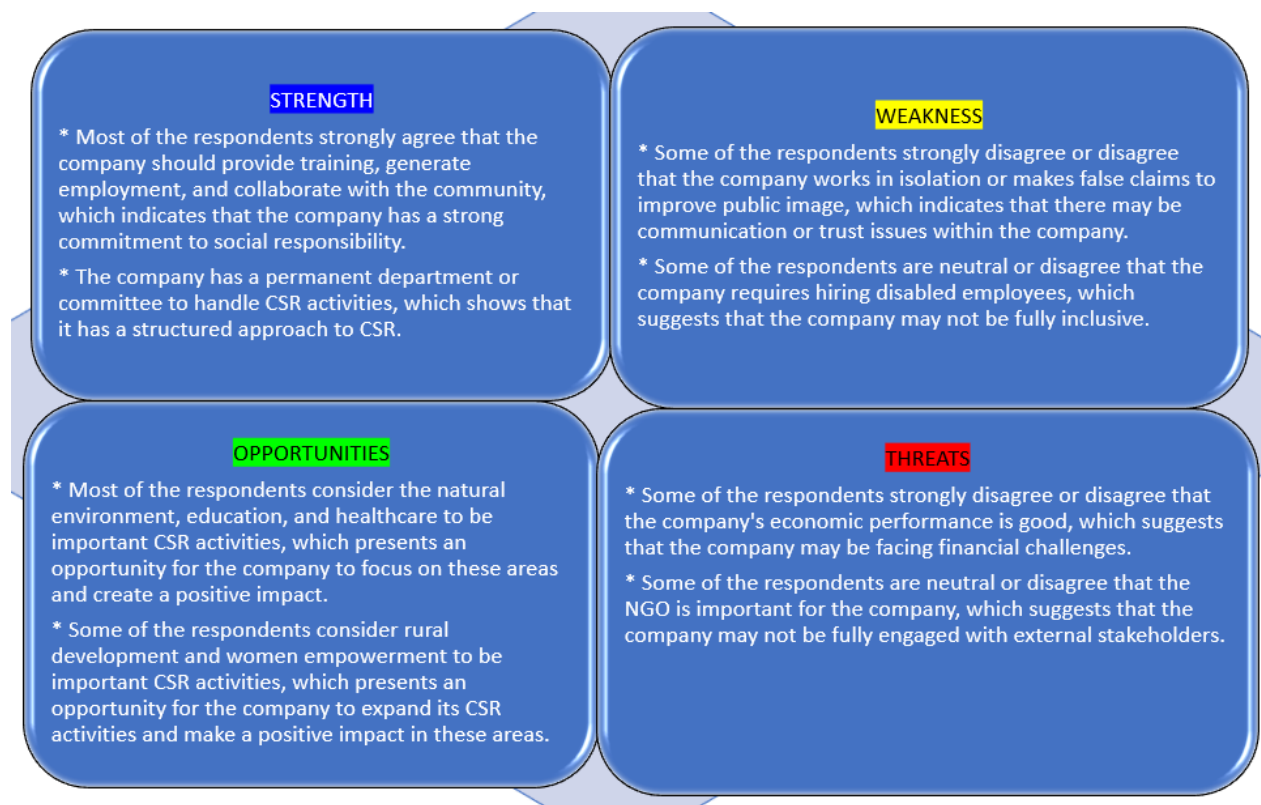 STRENGTH
* Most of the respondents strongly agree that the
company should provide training, generate
employment, and collaborate with the community,
which indicates that the company has a strong
commitment to social responsibility.
* The company has a permanent department or
committee to handle CSR activities, which shows that
it has a structured approach to CSR.
WEAKNESS
* Some of the respondents strongly disagree or disagree
that the company works in isolation or makes false claims to
improve public image, which indicates that there may be
communication or trust issues within the company.
* Some of the respondents are neutral or disagree that the
company requires hiring disabled employees, which
suggests that the company may not be fully inclusive.
OPPORTUNITIES
* Most of the respondents consider the natural
environment, education, and healthcare to be
important CSR activities, which presents an
opportunity for the company to focus on these areas
and create a positive impact.
* Some of the respondents consider rural
development and women empowerment to be
important CSR activities, which presents an
opportunity for the company to expand its CSR
activities and make a positive impact in these areas.
THREATS
* Some of the respondents strongly disagree or disagree that
the company's economic performance is good, which suggests
that the company may be facing financial challenges.
* Some of the respondents are neutral or disagree that the
NGO is important for the company, which suggests that the
company may not be fully engaged with external stakeholders.